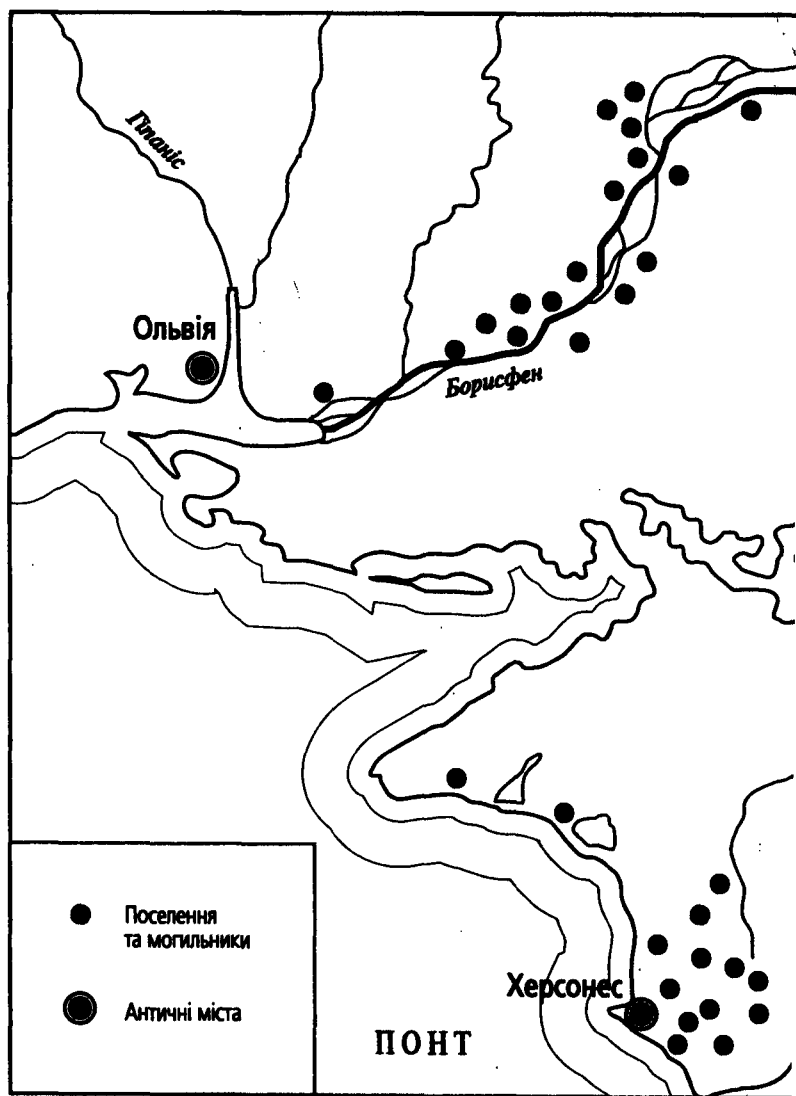 Гіпаніс
Ольвія
Борисфен
Поселення
та могильники
Античні міста
Херсонес
ПОНТ